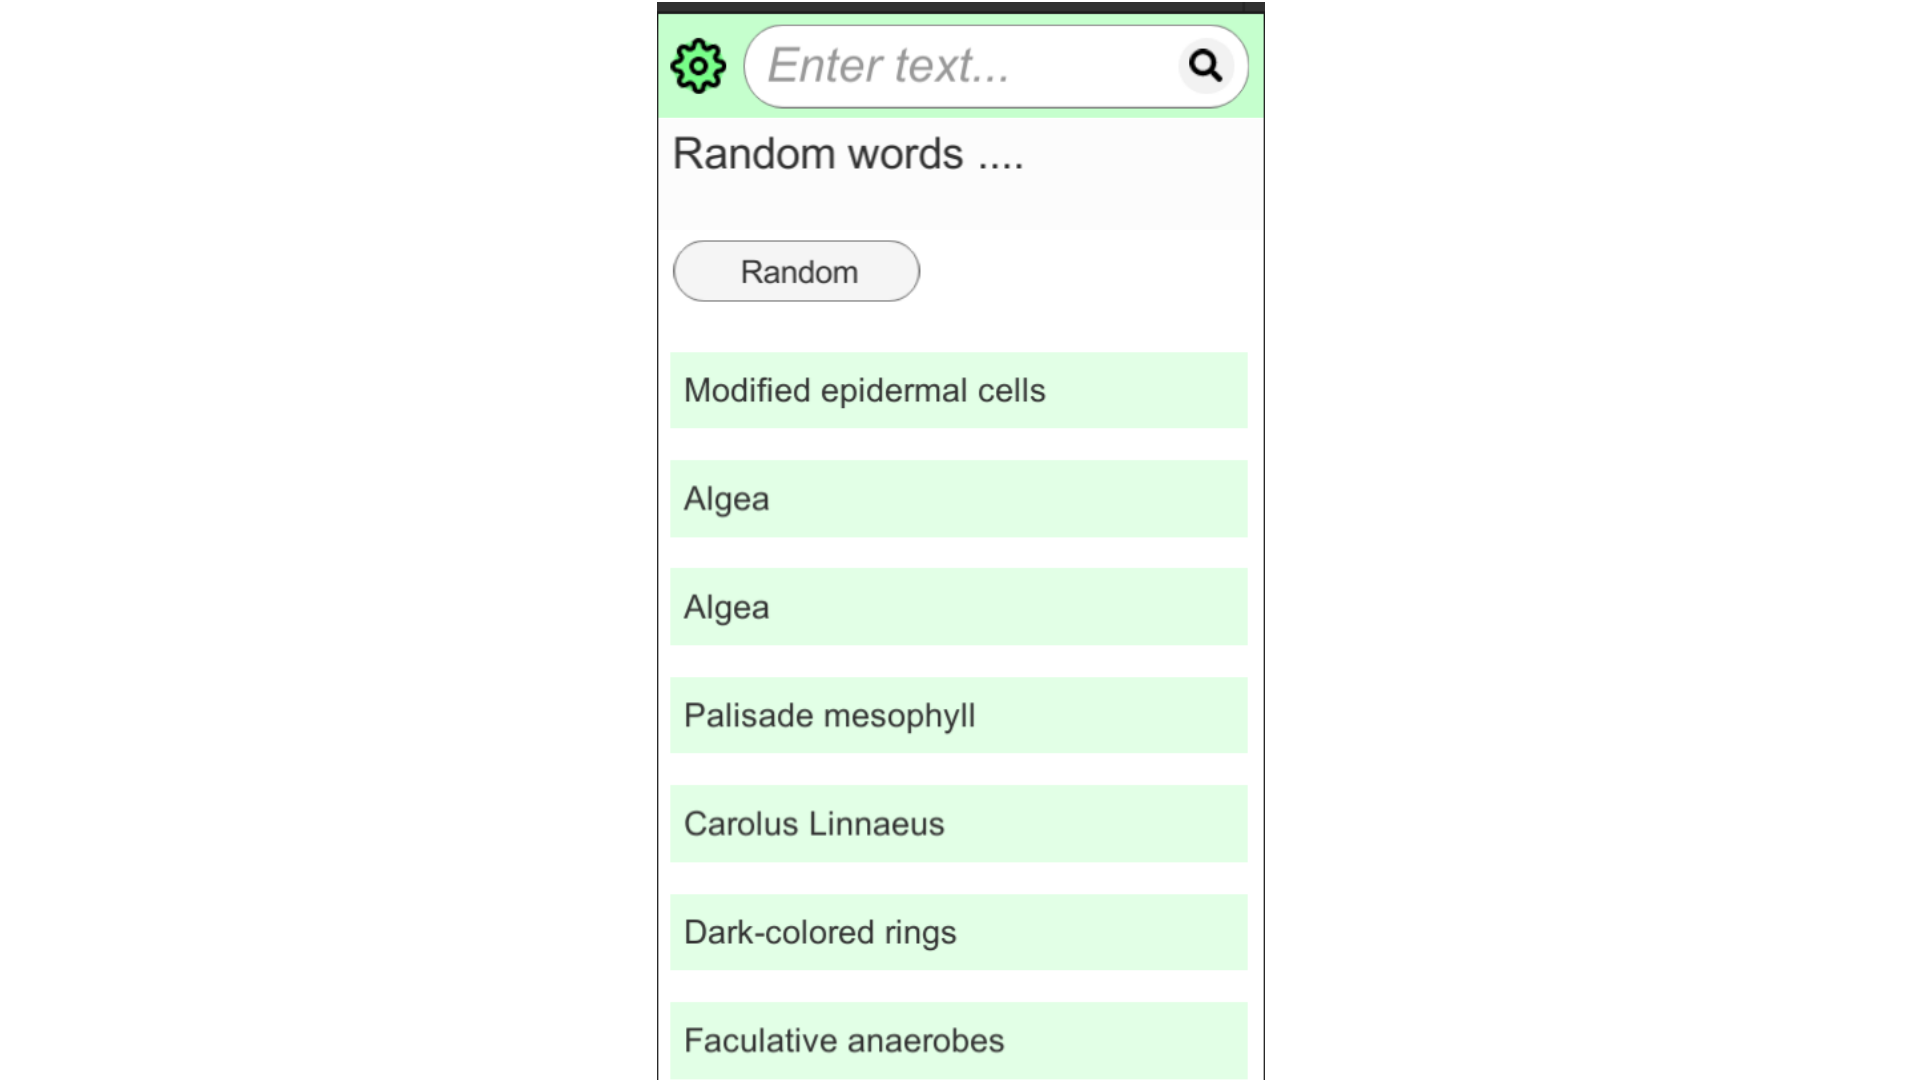 Enter text...
Random words ....
Random
Modified epidermal cells
Algea
Algea
Palisade mesophyll
Carolus Linnaeus
Dark-colored rings
Faculative anaerobes